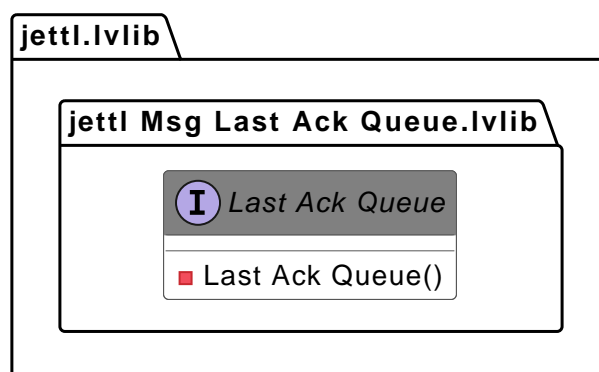 jettl.lvlib
jettl Msg Last Ack Queue.lvlib
I Last Ack Queue
Last Ack Queue()